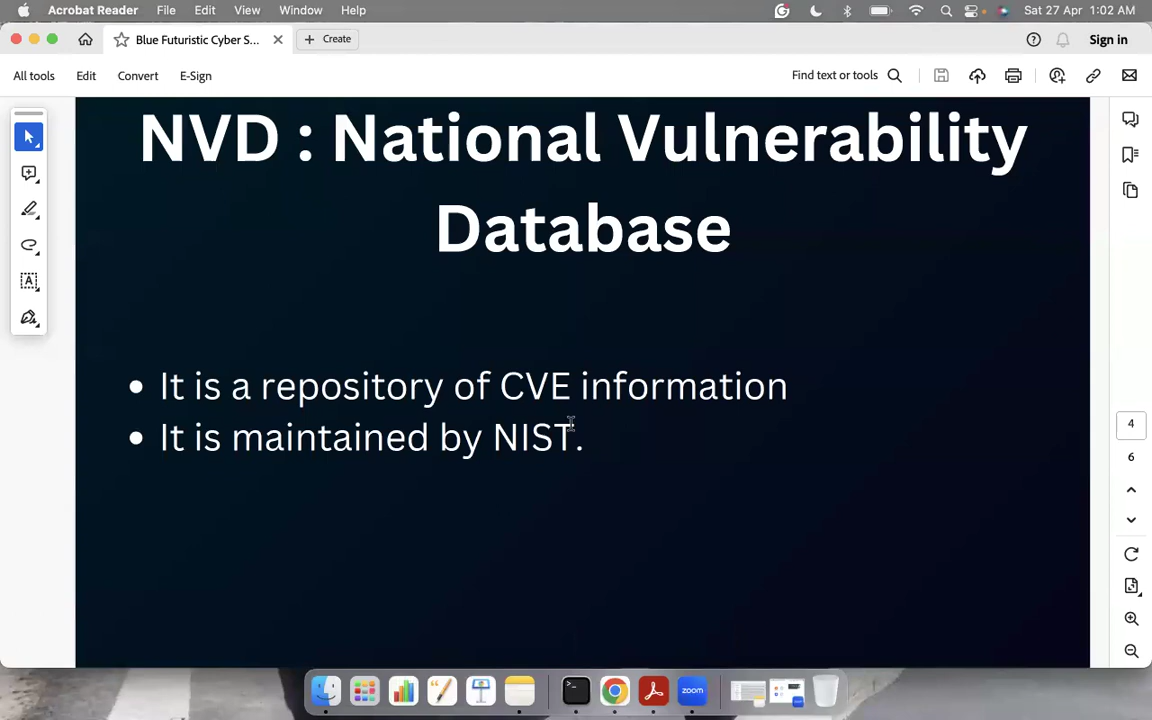 Acrobat Reader File Edit View Window Help Sat 27 Apr 1:02 AM
Blue Futuristic Cyber S... Create Sign in
All tools Edit Convert E-Sign Find text or tools
NVD : National Vulnerability
Database
• It is a repository of CVE information
• It is maintained by NIST.
4
6
zoom